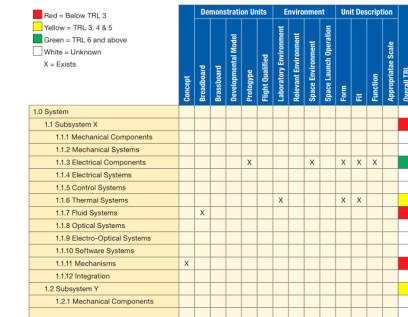 Red = Below TRL 3
Yellow = TRL 3, 4 & 5
Green = TRL 6 and above
White = Unknown
X = Exists
Demonstration Units Environment Unit Description
Concept
Breadboard
Brassboard
Developmental Model
Protogype
Flight Qualified
Laboratory Environment
Relevant Environment
Space Environment
Space Launch Operation
Form
Fit
Function
Appropriatae Scale
Overall TRL
1.0 System
1.1 Subsystem X
1.1.1 Mechanical Components
1.1.2 Mechanical Systems
1.1.3 Electrical Components X X X X X
1.1.4 Electrical Systems
1.1.5 Control Systems
1.1.6 Thermal Systems X X X
1.1.7 Fluid Systems X
1.1.8 Optical Systems
1.1.9 Electro-Optical Systems
1.1.10 Software Systems
1.1.11 Mechanisms X
1.1.12 Integration
1.2 Subsystem Y
1.2.1 Mechanical Components